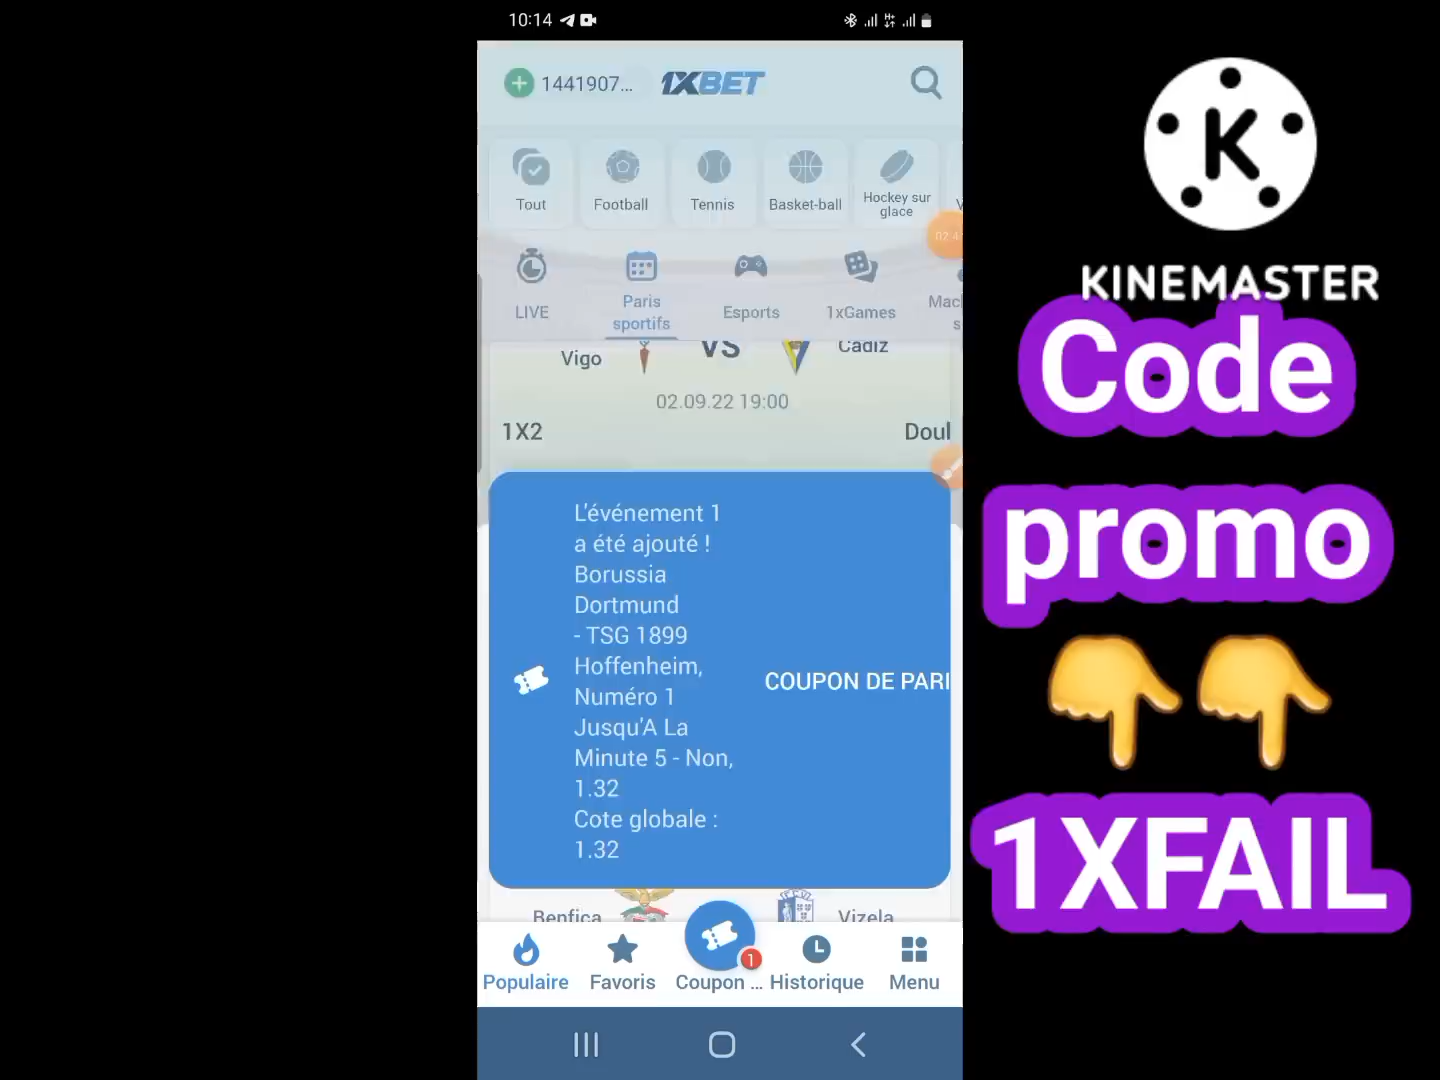 10:14
1441907...
1XBET
Tout
Football
Tennis
Basket-ball
Hockey sur
glace
V
02:4
LIVE
Paris
sportifs
Esports
1xGames
Mac
s
Vigo
VS
Cadiz
02.09.22 19:00
1X2
Doul
L'événement 1
a été ajouté !
Borussia
Dortmund
- TSG 1899
Hoffenheim,
Numéro 1
Jusqu'A La
Minute 5 - Non,
1.32
Cote globale :
1.32
COUPON DE PARI
Benfica
Vizela
1
Populaire
Favoris
Coupon ...
Historique
Menu
K
KINEMASTER
Code
promo
1XFAIL